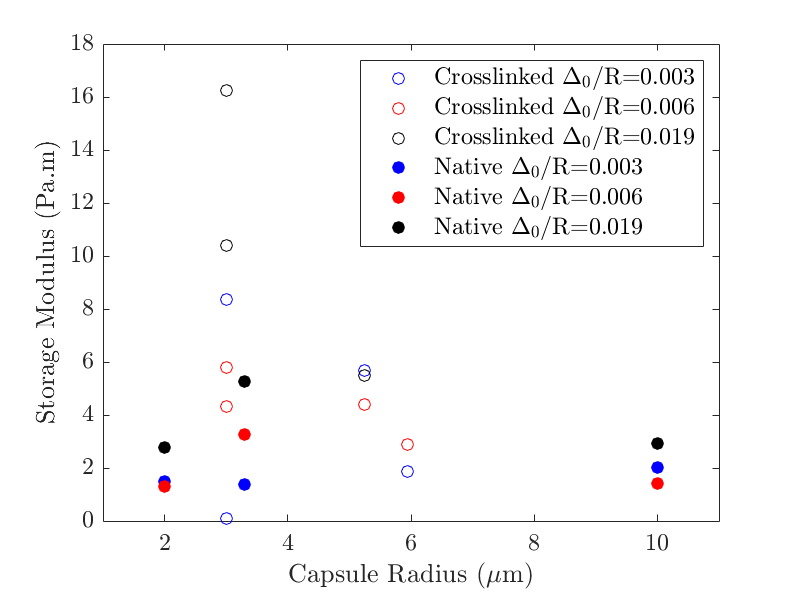 18
16
14
12
10
8
6
4
2
0
Storage Modulus (Pa.m)
Crosslinked Δ₀/R=0.003
Crosslinked Δ₀/R=0.006
Crosslinked Δ₀/R=0.019
Native Δ₀/R=0.003
Native Δ₀/R=0.006
Native Δ₀/R=0.019
2 4 6 8 10
Capsule Radius (μm)